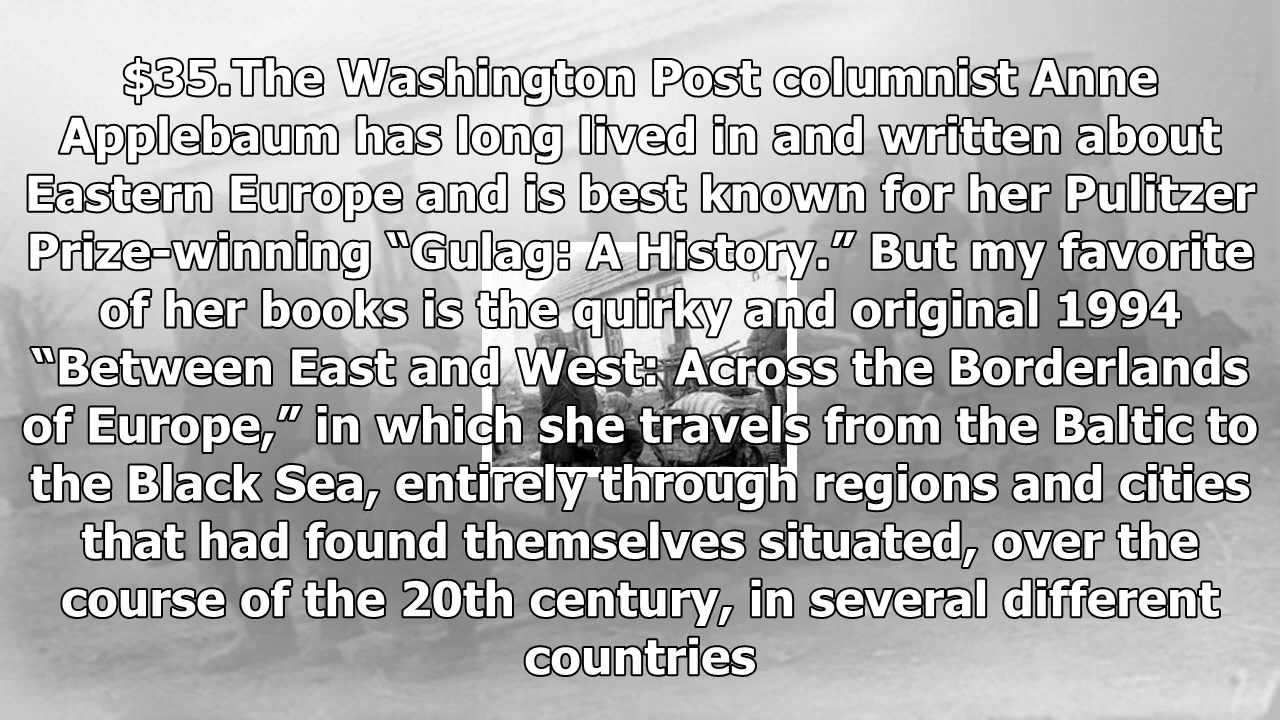 $35.The Washington Post columnist Anne
Applebaum has long lived in and written about
Eastern Europe and is best known for her Pulitzer
Prize-winning “Gulag: A History.” But my favorite
of her books is the quirky and original 1994
“Between East and West: Across the Borderlands
of Europe,” in which she travels from the Baltic to
the Black Sea, entirely through regions and cities
that had found themselves situated, over the
course of the 20th century, in several different
countries